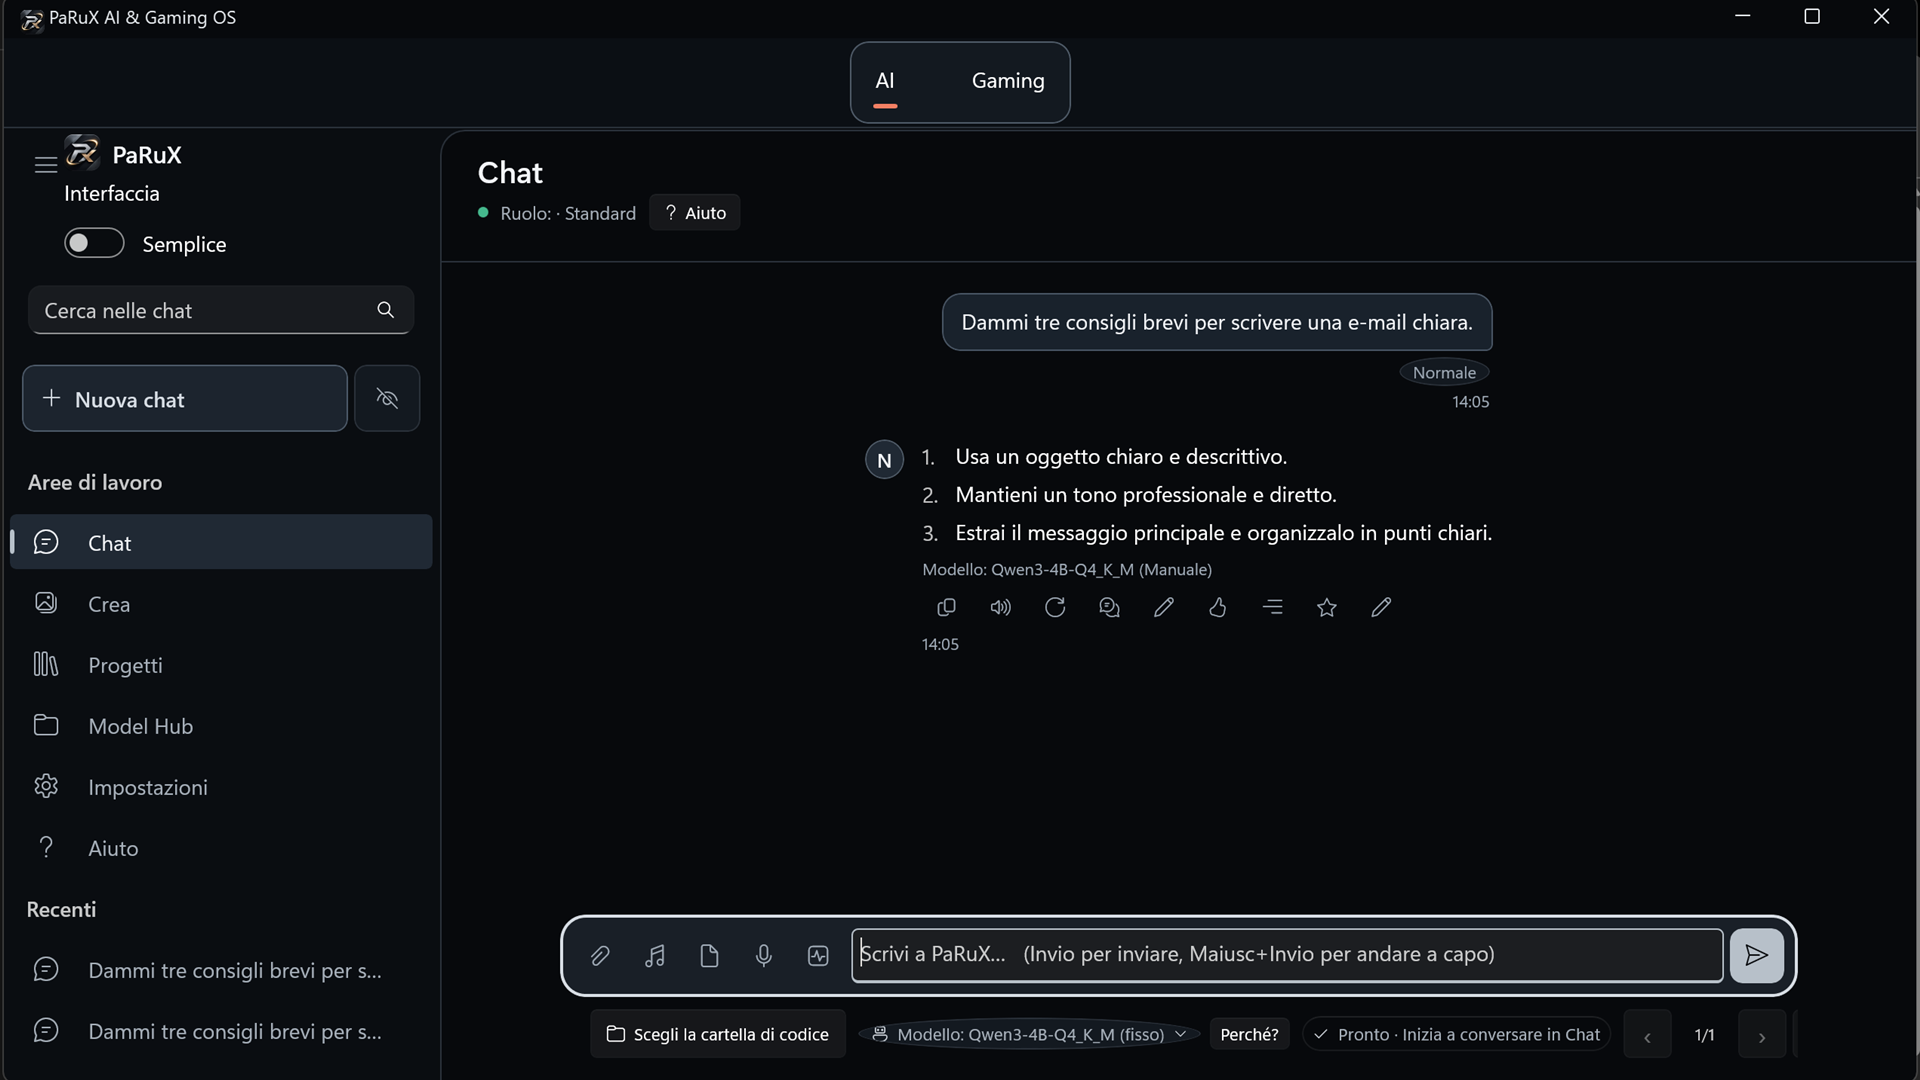 PaRuX AI & Gaming OS
AI
Gaming
PaRuX
Interfaccia
Semplice
Cerca nelle chat
Nuova chat
Aree di lavoro
Chat
Crea
Progetti
Model Hub
Impostazioni
? Aiuto
Recenti
Dammi tre consigli brevi per s...
Dammi tre consigli brevi per s...
Chat
Ruolo: · Standard
? Aiuto
Dammi tre consigli brevi per scrivere una e-mail chiara.
Normale
14:05
N
1. Usa un oggetto chiaro e descrittivo.
2. Mantieni un tono professionale e diretto.
3. Estrai il messaggio principale e organizzalo in punti chiari.
Modello: Qwen3-4B-Q4_K_M (Manuale)
14:05
Scrivi a PaRuX... (Invio per inviare, Maiusc+Invio per andare a capo)
Scegli la cartella di codice
Modello: Qwen3-4B-Q4_K_M (fisso)
Perché?
Pronto · Inizia a conversare in Chat
‹ 1/1 ›